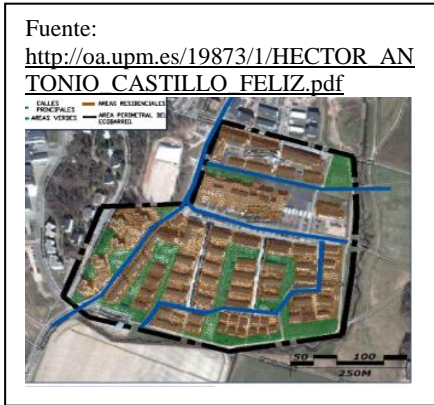 Fuente:
http://oa.upm.es/19873/1/HECTOR_AN
TONIO_CASTILLO_FELIZ.pdf
CALLES PRINCIPALES
AREAS RESIDENCIALES
AREAS VERDES
AREA PERIMETRAL DEL ECOBARRIO
50 100
250M